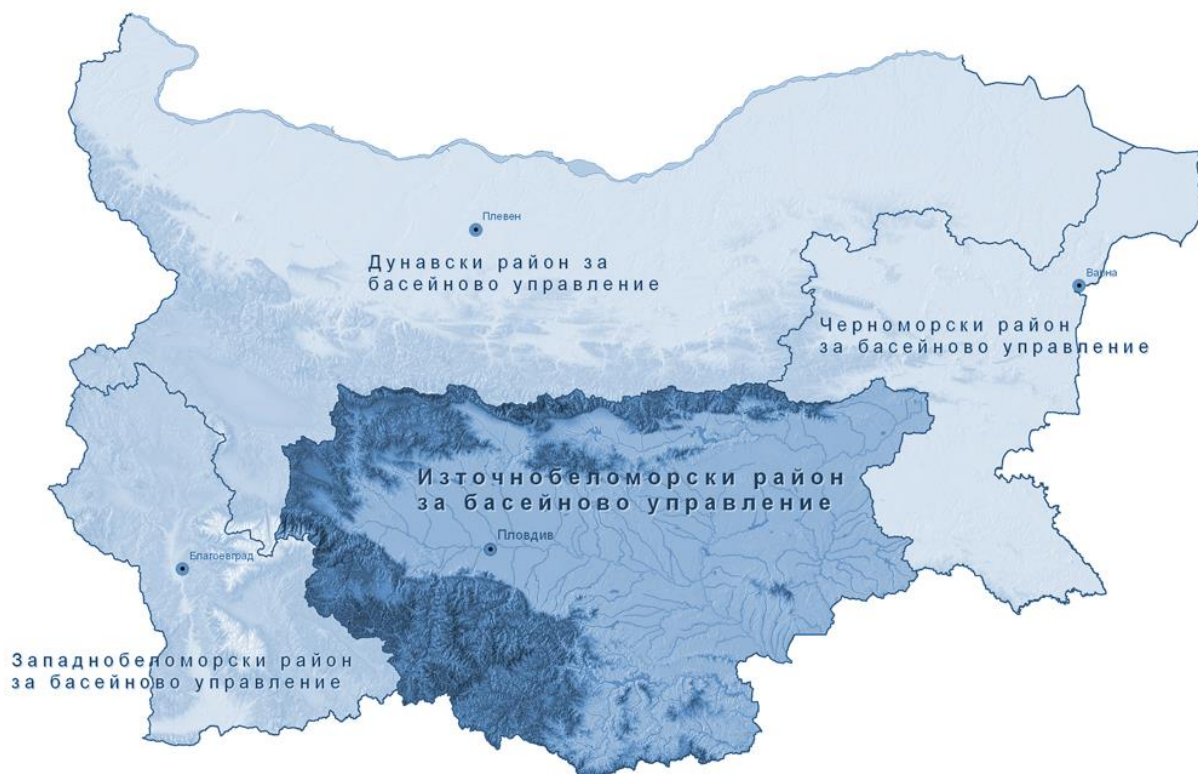 Плевен
Дунавски район за
басейново управление
Варна
Черноморски район
за басейново управление
Източнобеломорски район
за басейново управление
Пловдив
Благоевград
Западнобеломорски район
за басейново управление